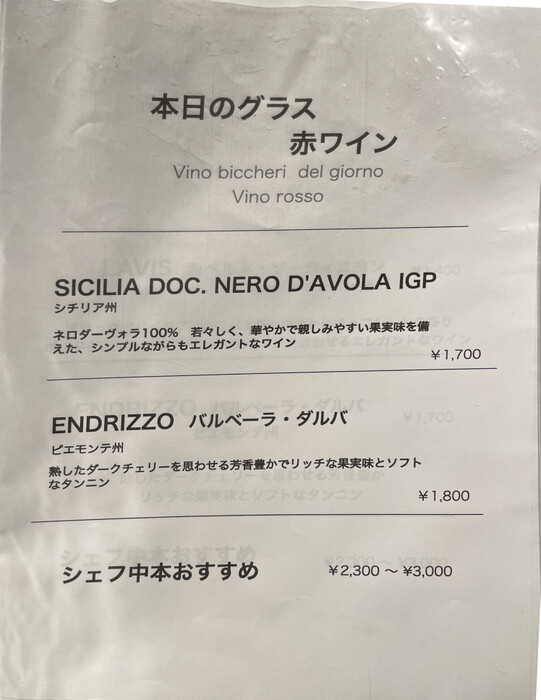 本日のグラス
赤ワイン
Vino biccheri del giorno
Vino rosso
SICILIA DOC. NERO D'AVOLA IGP
シチリア州
ネロダーヴォラ100% 若々しく、華やかで親しみやすい果実味を備
えた、シンプルながらもエレガントなワイン
¥1,700
ENDRIZZO バルベーラ・ダルバ
ピエモンテ州
熟したダークチェリーを思わせる芳香豊かでリッチな果実味とソフト
なタンニン
¥1,800
シェフ中本おすすめ ¥2,300 〜 ¥3,000